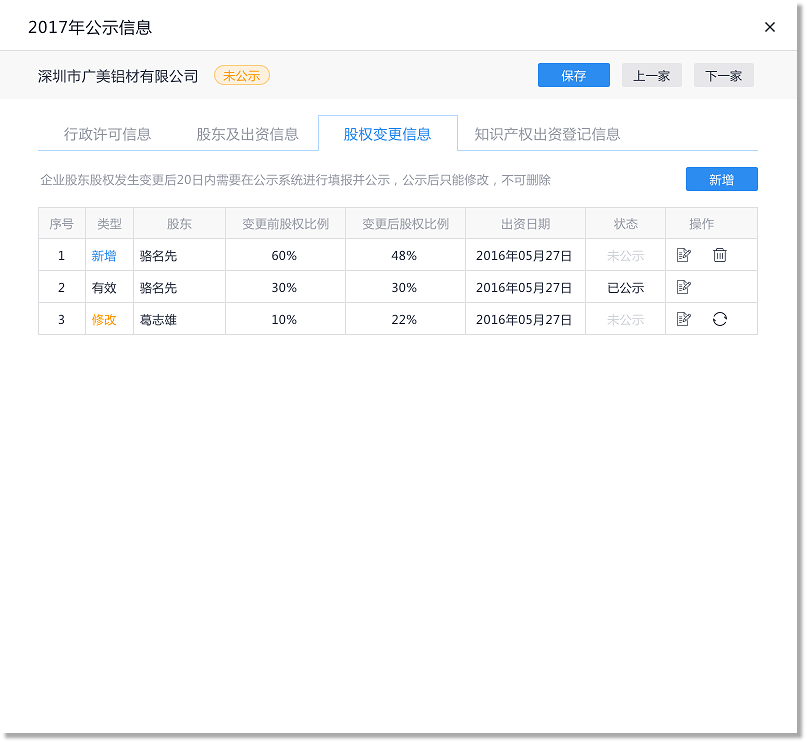 2017年公示信息
深圳市广美铝材有限公司 未公示 保存 上一家 下一家
行政许可信息 股东及出资信息 股权变更信息 知识产权出资登记信息
企业股东股权发生变更后20日内需要在公示系统进行填报并公示，公示后只能修改，不可删除 新增
序号 类型 股东 变更前股权比例 变更后股权比例 出资日期 状态 操作
1 新增 骆名先 60% 48% 2016年05月27日 未公示
2 有效 骆名先 30% 30% 2016年05月27日 已公示
3 修改 葛志雄 10% 22% 2016年05月27日 未公示